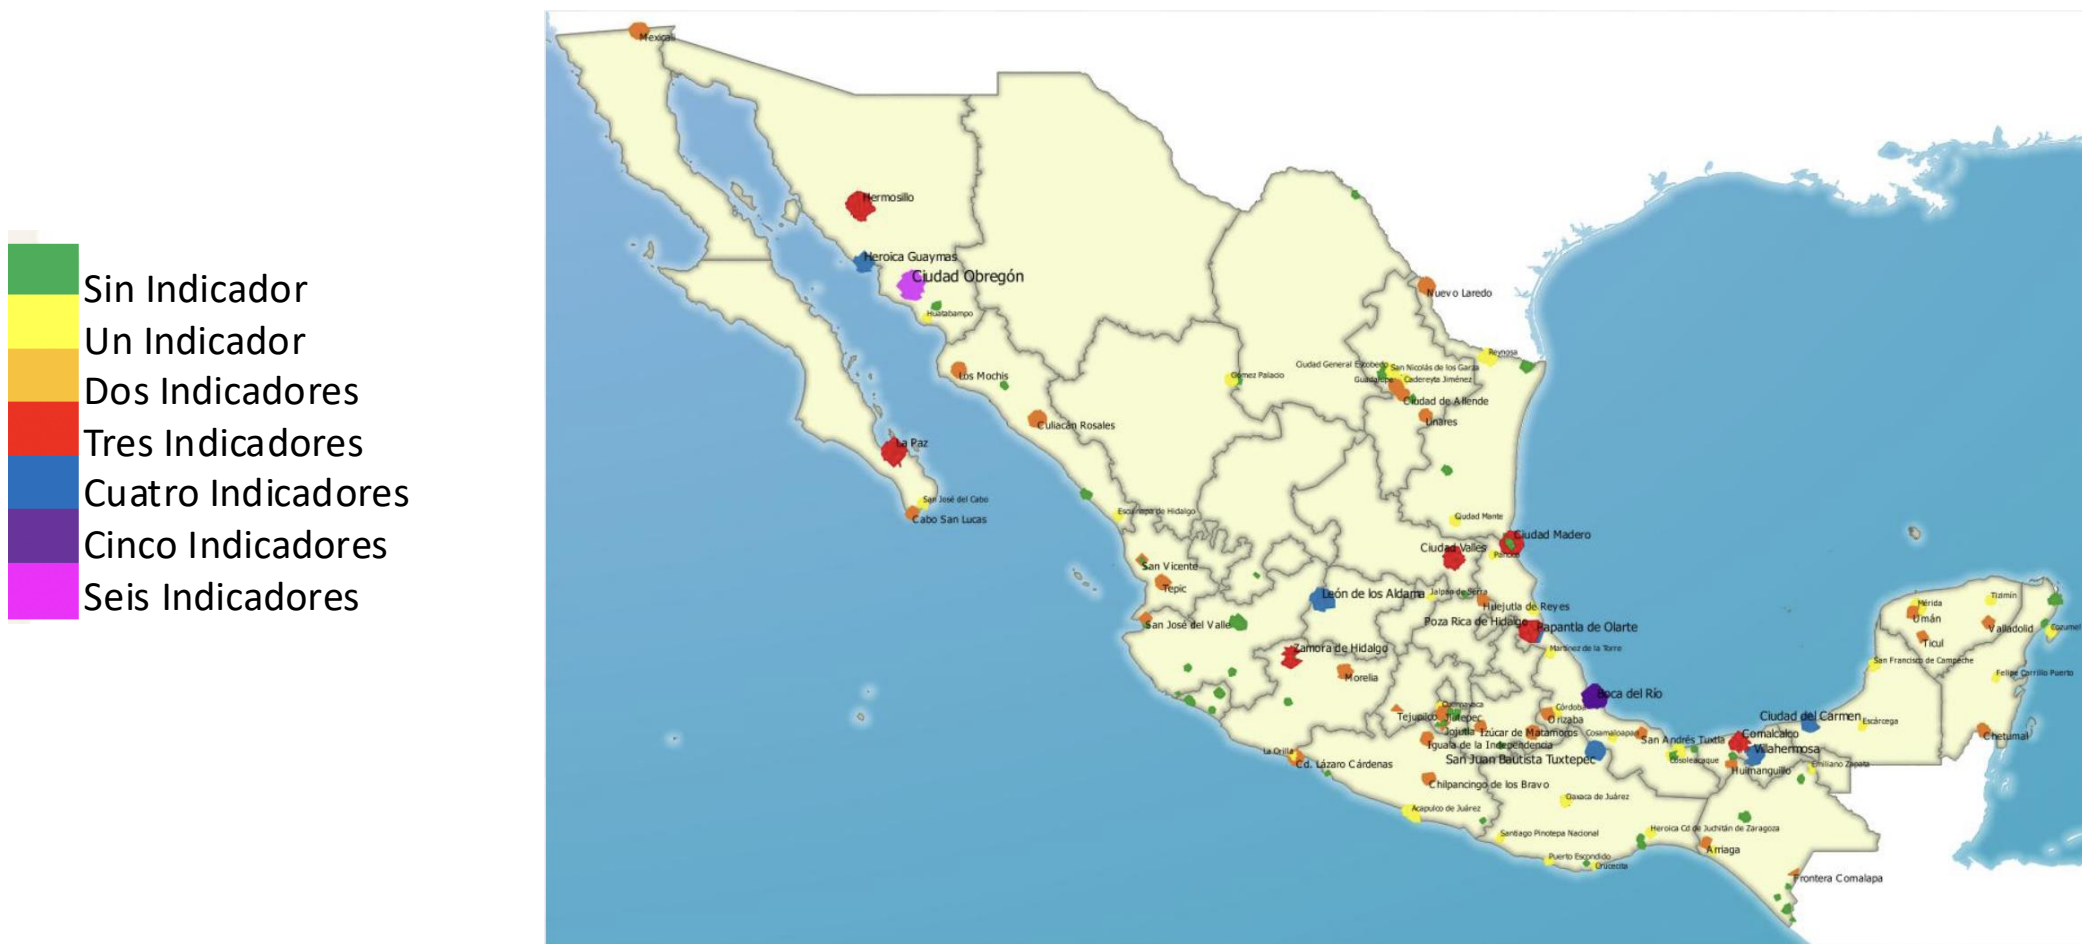 Sin Indicador
Un Indicador
Dos Indicadores
Tres Indicadores
Cuatro Indicadores
Cinco Indicadores
Seis Indicadores
Mexicali
Hermosillo
Heroica Guaymas
Ciudad Obregón
Huatabampo
Nuevo Laredo
Reynosa
Los Mochis
Gómez Palacio
Ciudad General Escobedo
San Nicolás de los Garza
Guadalupe
Cadereyta Jiménez
Ciudad de Allende
Linares
Culiacán Rosales
La Paz
San José del Cabo
Cabo San Lucas
Escuinapa de Hidalgo
Ciudad Mante
Ciudad Madero
Ciudad Valles
Pánuco
San Vicente
Tepic
León de los Aldama
Jalpan de Serra
Huejutla de Reyes
San José del Valle
Poza Rica de Hidalgo
Papantla de Olarte
Zamora de Hidalgo
Martínez de la Torre
Morelia
Boca del Río
Mérida
Umán
Tizimín
Valladolid
Cozumel
Ticul
San Francisco de Campeche
Felipe Carrillo Puerto
Cuernavaca
Tejupilco
Jiutepec
Córdoba
Orizaba
Jojutla
Izúcar de Matamoros
Cosamaloapan
San Andrés Tuxtla
Ciudad del Carmen
Escárcega
Comalcalco
Chetumal
Iguala de la Independencia
Villahermosa
La Orilla
Cd. Lázaro Cárdenas
San Juan Bautista Tuxtepec
Cosoleacaque
Huimanguillo
Emiliano Zapata
Chilpancingo de los Bravo
Oaxaca de Juárez
Acapulco de Juárez
Santiago Pinotepa Nacional
Heroica Cd de Juchitán de Zaragoza
Arriaga
Puerto Escondido
Crucecita
Frontera Comalapa